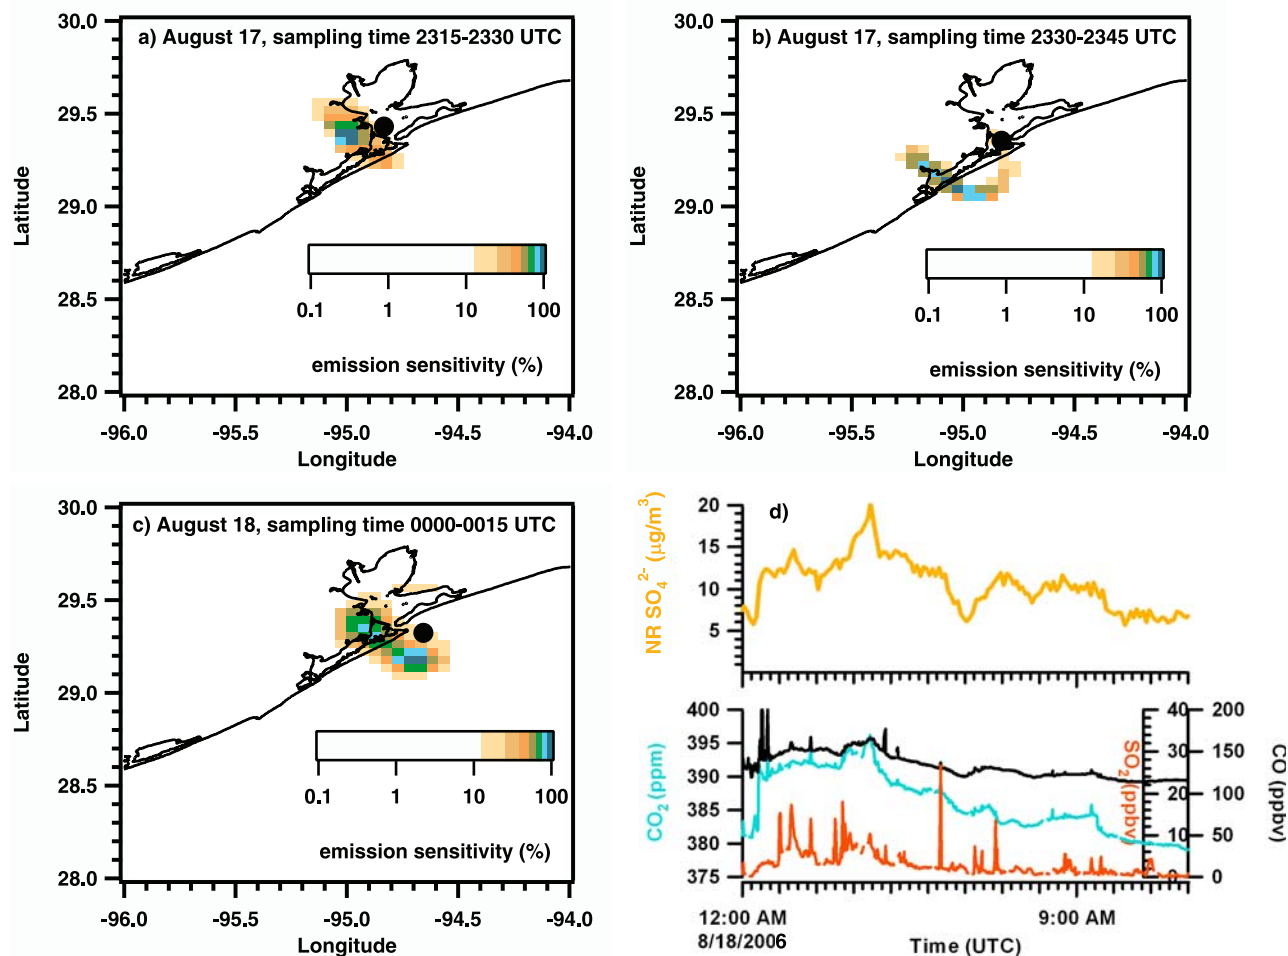 a) August 17, sampling time 2315-2330 UTC
30.0
29.5
29.0
28.5
28.0
Latitude
0.1 1 10 100
emission sensitivity (%)
-96.0 -95.5 -95.0 -94.5 -94.0
Longitude
b) August 17, sampling time 2330-2345 UTC
30.0
29.5
29.0
28.5
28.0
Latitude
0.1 1 10 100
emission sensitivity (%)
-96.0 -95.5 -95.0 -94.5 -94.0
Longitude
c) August 18, sampling time 0000-0015 UTC
30.0
29.5
29.0
28.5
28.0
Latitude
0.1 1 10 100
emission sensitivity (%)
-96.0 -95.5 -95.0 -94.5 -94.0
Longitude
d)
20
15
10
5
NR SO₄²⁻ (μg/m³)
400
395
390
385
380
375
CO₂ (ppm)
40
30
20
10
0
SO₂ (ppbv)
200
150
100
50
0
CO (ppbv)
12:00 AM 9:00 AM
8/18/2006
Time (UTC)